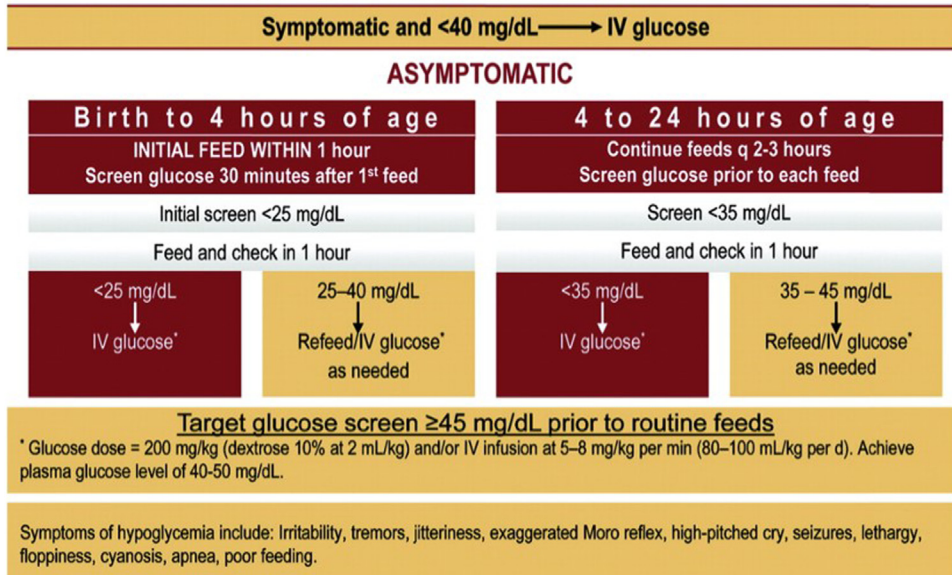 Symptomatic and <40 mg/dL → IV glucose
ASYMPTOMATIC
Birth to 4 hours of age
INITIAL FEED WITHIN 1 hour
Screen glucose 30 minutes after 1st feed
Initial screen <25 mg/dL
Feed and check in 1 hour
<25 mg/dL
IV glucose*
25–40 mg/dL
Refeed/IV glucose*
as needed
4 to 24 hours of age
Continue feeds q 2-3 hours
Screen glucose prior to each feed
Screen <35 mg/dL
Feed and check in 1 hour
<35 mg/dL
IV glucose*
35 – 45 mg/dL
Refeed/IV glucose*
as needed
Target glucose screen ≥45 mg/dL prior to routine feeds
* Glucose dose = 200 mg/kg (dextrose 10% at 2 mL/kg) and/or IV infusion at 5–8 mg/kg per min (80–100 mL/kg per d). Achieve
plasma glucose level of 40-50 mg/dL.
Symptoms of hypoglycemia include: Irritability, tremors, jitteriness, exaggerated Moro reflex, high-pitched cry, seizures, lethargy,
floppiness, cyanosis, apnea, poor feeding.